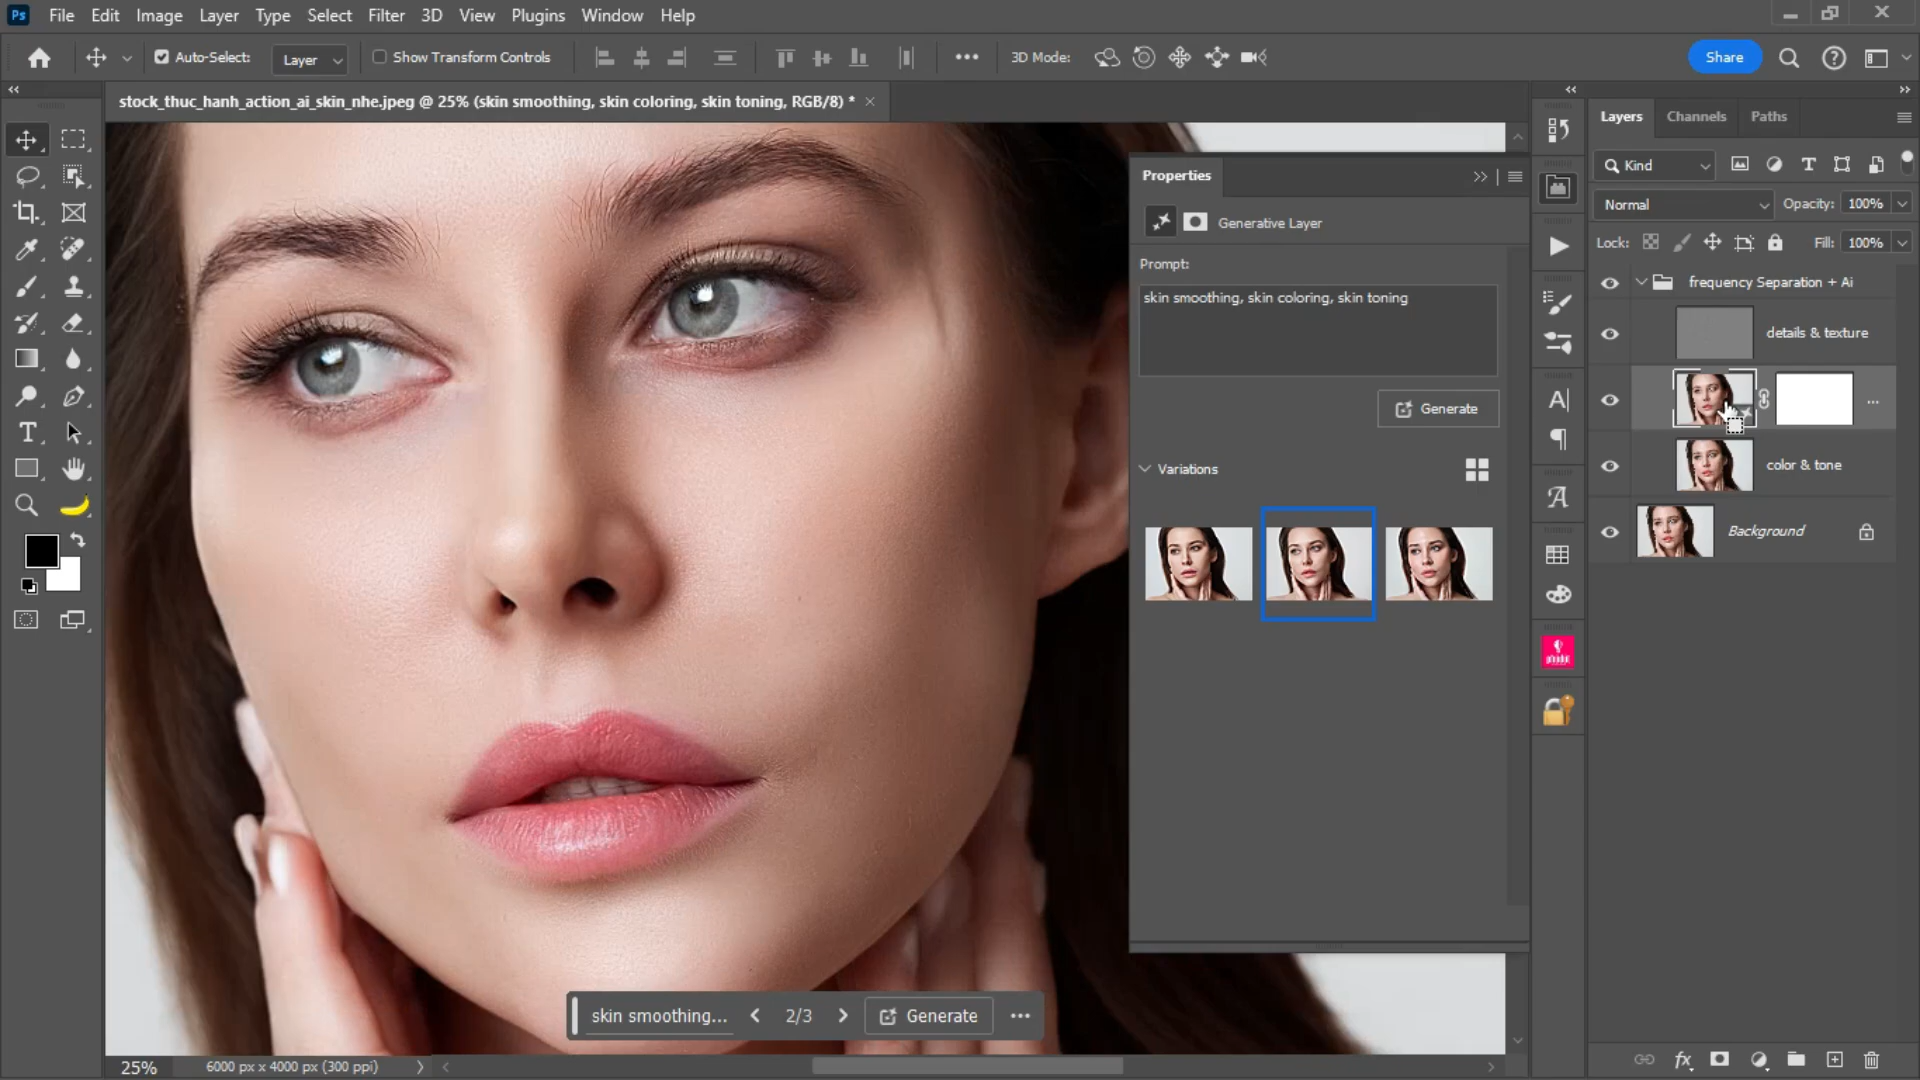 Ps File Edit Image Layer Type Select Filter 3D View Plugins Window Help
Auto-Select: Layer Show Transform Controls 3D Mode: Share
stock_thuc_hanh_action_ai_skin_nhe.jpeg @ 25% (skin smoothing, skin coloring, skin toning, RGB/8) *
Layers Channels Paths
Properties
Kind
Normal Opacity: 100%
Generative Layer
Lock: Fill: 100%
Prompt:
frequency Separation + Ai
skin smoothing, skin coloring, skin toning
details & texture
Generate
Variations
color & tone
Background
skin smoothing... 2/3 Generate
25% 6000 px x 4000 px (300 ppi)